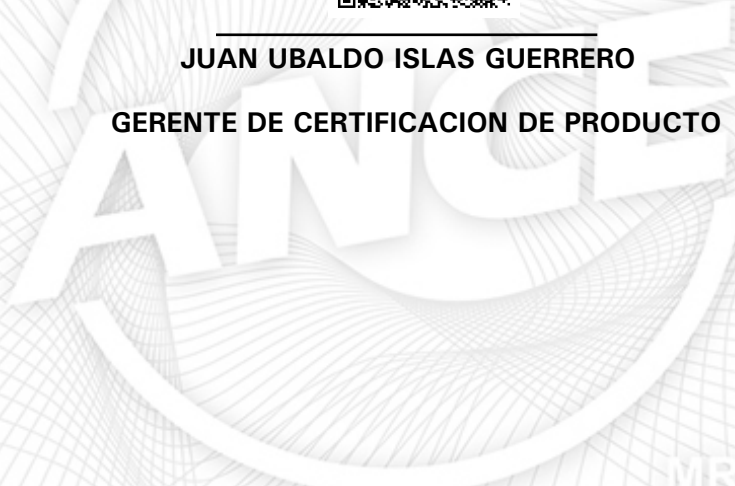 JUAN UBALDO ISLAS GUERRERO
GERENTE DE CERTIFICACION DE PRODUCTO
ANCE
MR